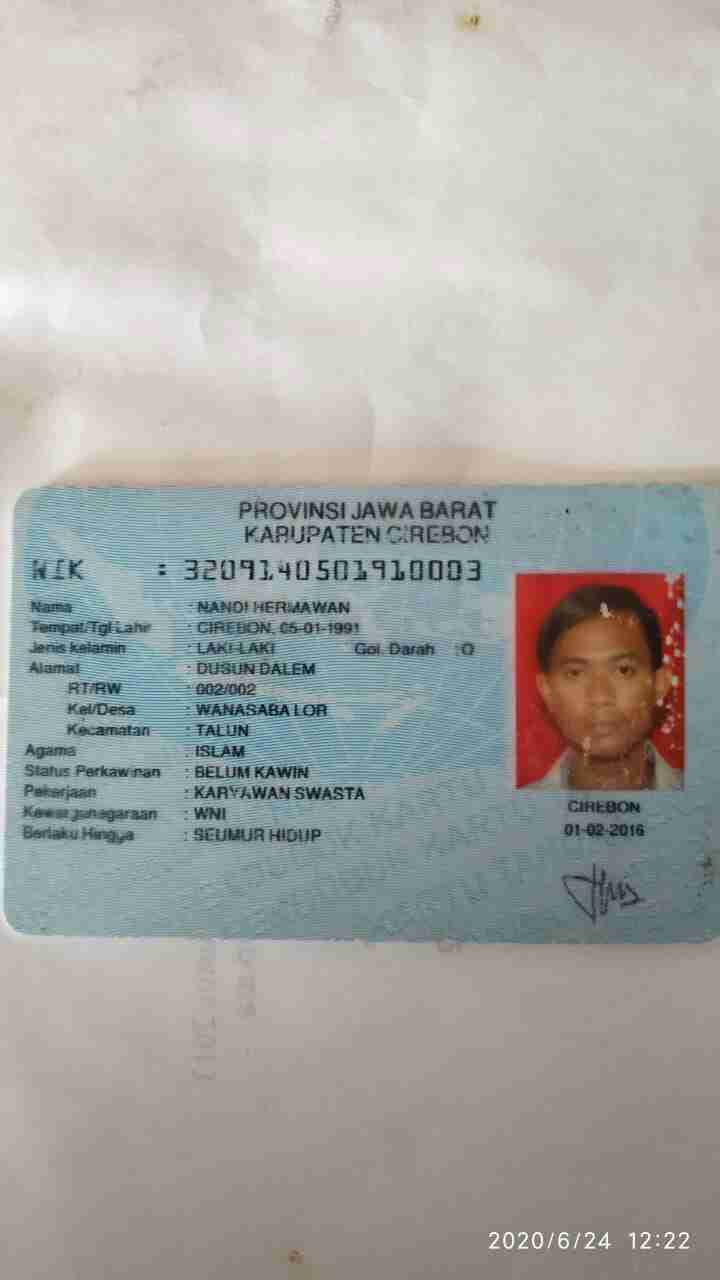 PROVINSI JAWA BARAT
KABUPATEN CIREBON
NIK : 3209140501910003
Nama : NANDI HERMAWAN
Tempat/Tgl Lahir : CIREBON, 05-01-1991
Jenis kelamin : LAKI-LAKI Gol. Darah : O
Alamat : DUSUN DALEM
RT/RW : 002/002
Kel/Desa : WANASABA LOR
Kecamatan : TALUN
Agama : ISLAM
Status Perkawinan : BELUM KAWIN
Pekerjaan : KARYAWAN SWASTA
Kewarganegaraan : WNI
Berlaku Hingga : SEUMUR HIDUP
CIREBON
01-02-2016
2020/6/24 12:22